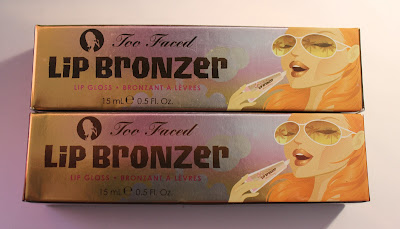 Too Faced
LiP BRONZER
LIP GLOSS • BRONZANT À LÈVRES
15 mL ℮ 0.5 Fl. Oz.
Too Faced
LiP BRONZER
LIP GLOSS • BRONZANT À LÈVRES
15 mL ℮ 0.5 Fl. Oz.